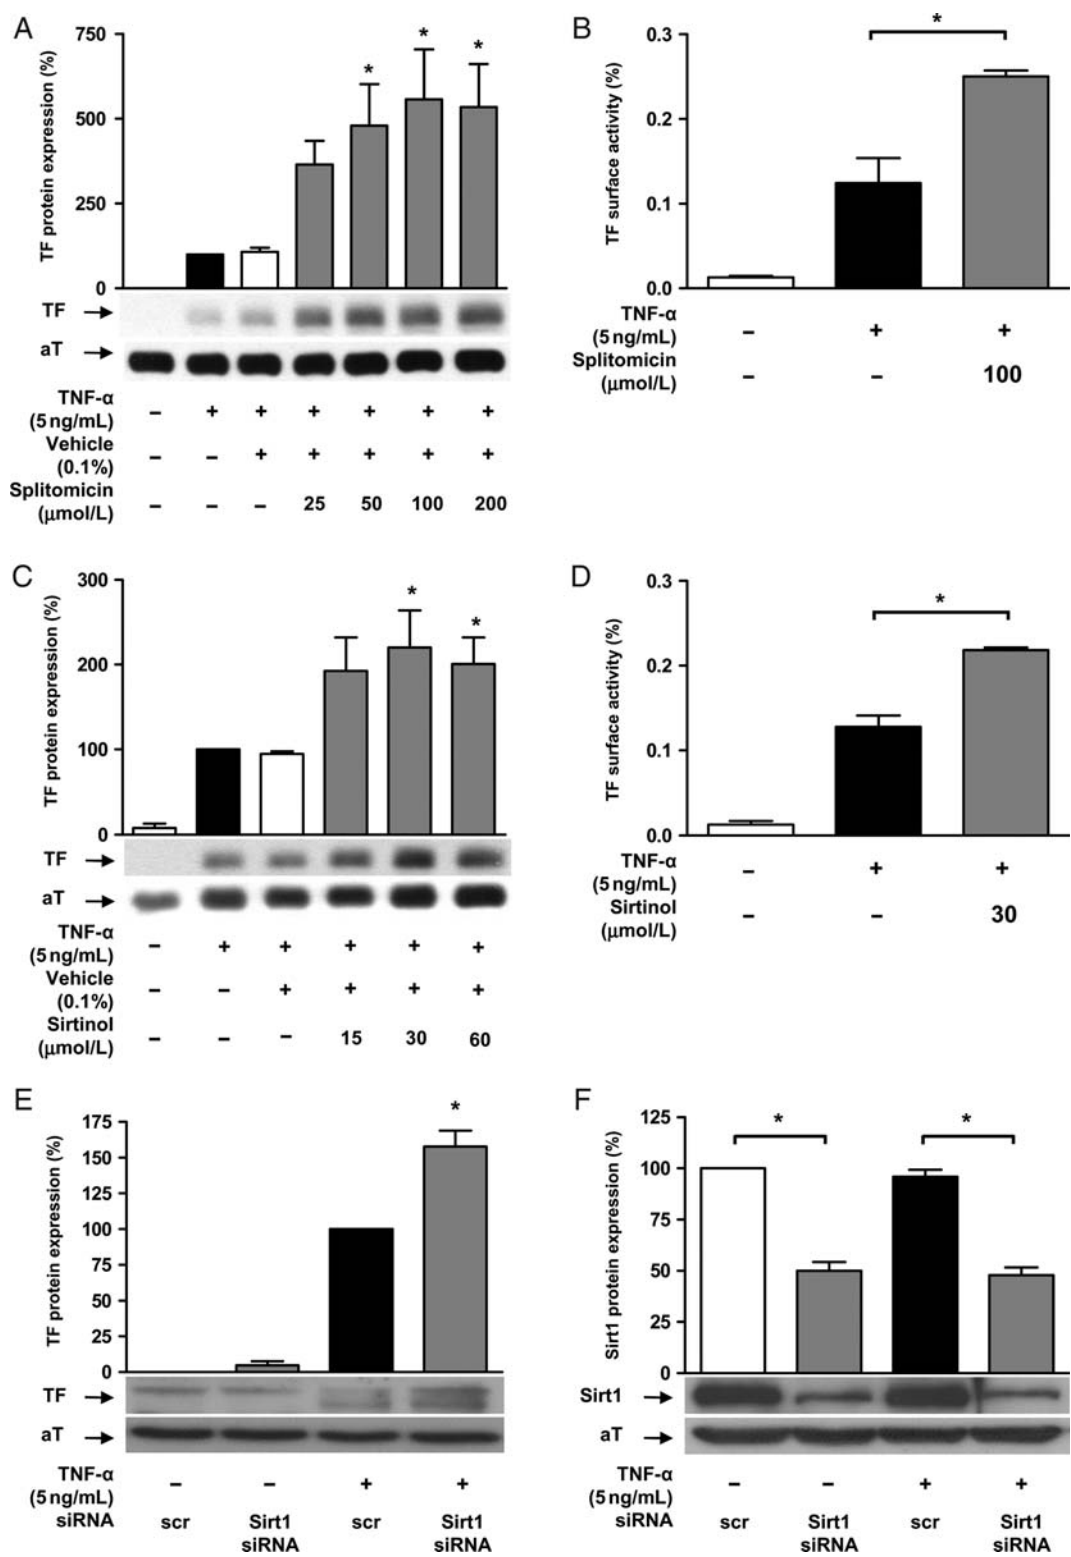 A
TF protein expression (%)
750
500
250
0
* * *
TF
aT
TNF-α
(5 ng/mL) – + + + + + +
Vehicle
(0.1%) – – + + + + +
Splitomicin
(μmol/L) – – – 25 50 100 200
B
TF surface activity (%)
0.3
0.2
0.1
0.0
*
TNF-α
(5 ng/mL) – + +
Splitomicin
(μmol/L) – – 100
C
TF protein expression (%)
300
200
100
0
* *
TF
aT
TNF-α
(5 ng/mL) – + + + + +
Vehicle
(0.1%) – – + + + +
Sirtinol
(μmol/L) – – – 15 30 60
D
TF surface activity (%)
0.3
0.2
0.1
0.0
*
TNF-α
(5 ng/mL) – + +
Sirtinol
(μmol/L) – – 30
E
TF protein expression (%)
175
150
125
100
75
50
25
0
*
TF
aT
TNF-α
(5 ng/mL) – – + +
siRNA scr Sirt1 scr Sirt1
siRNA siRNA
F
Sirt1 protein expression (%)
125
100
75
50
25
0
* *
Sirt1
aT
TNF-α
(5 ng/mL) – – + +
siRNA scr Sirt1 scr Sirt1
siRNA siRNA